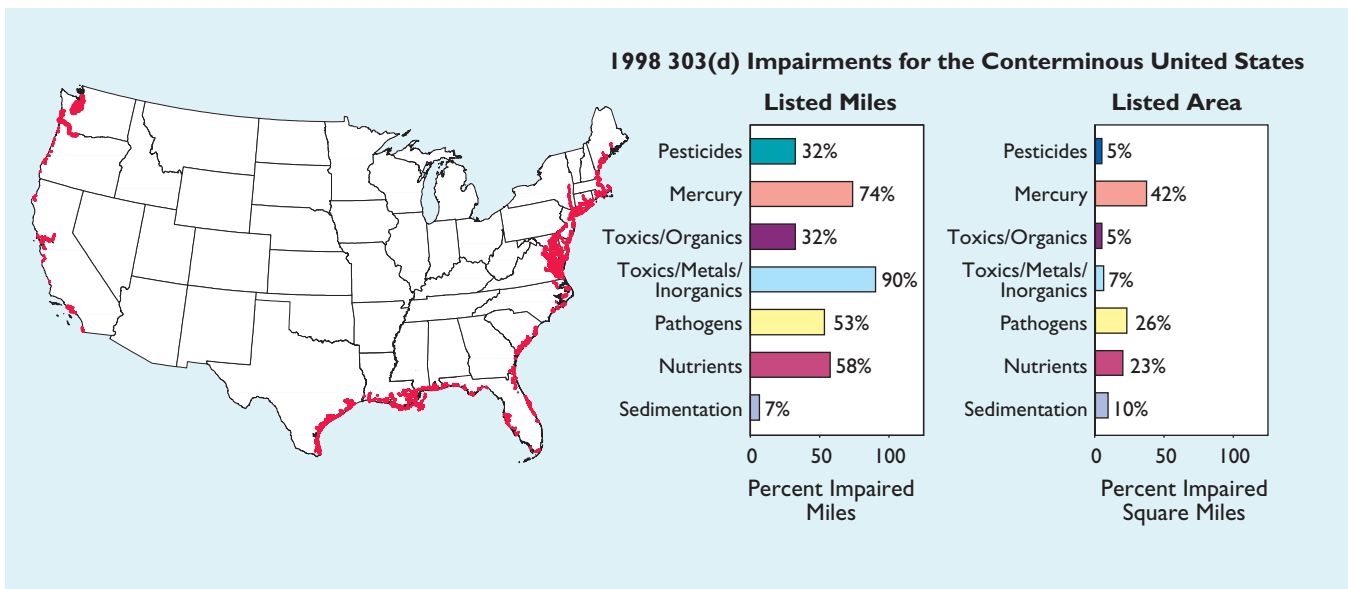 1998 303(d) Impairments for the Conterminous United States
Listed Miles
Pesticides 32%
Mercury 74%
Toxics/Organics 32%
Toxics/Metals/
Inorganics 90%
Pathogens 53%
Nutrients 58%
Sedimentation 7%
0 50 100
Percent Impaired
Miles
Listed Area
Pesticides 5%
Mercury 42%
Toxics/Organics 5%
Toxics/Metals/
Inorganics 7%
Pathogens 26%
Nutrients 23%
Sedimentation 10%
0 50 100
Percent Impaired
Square Miles